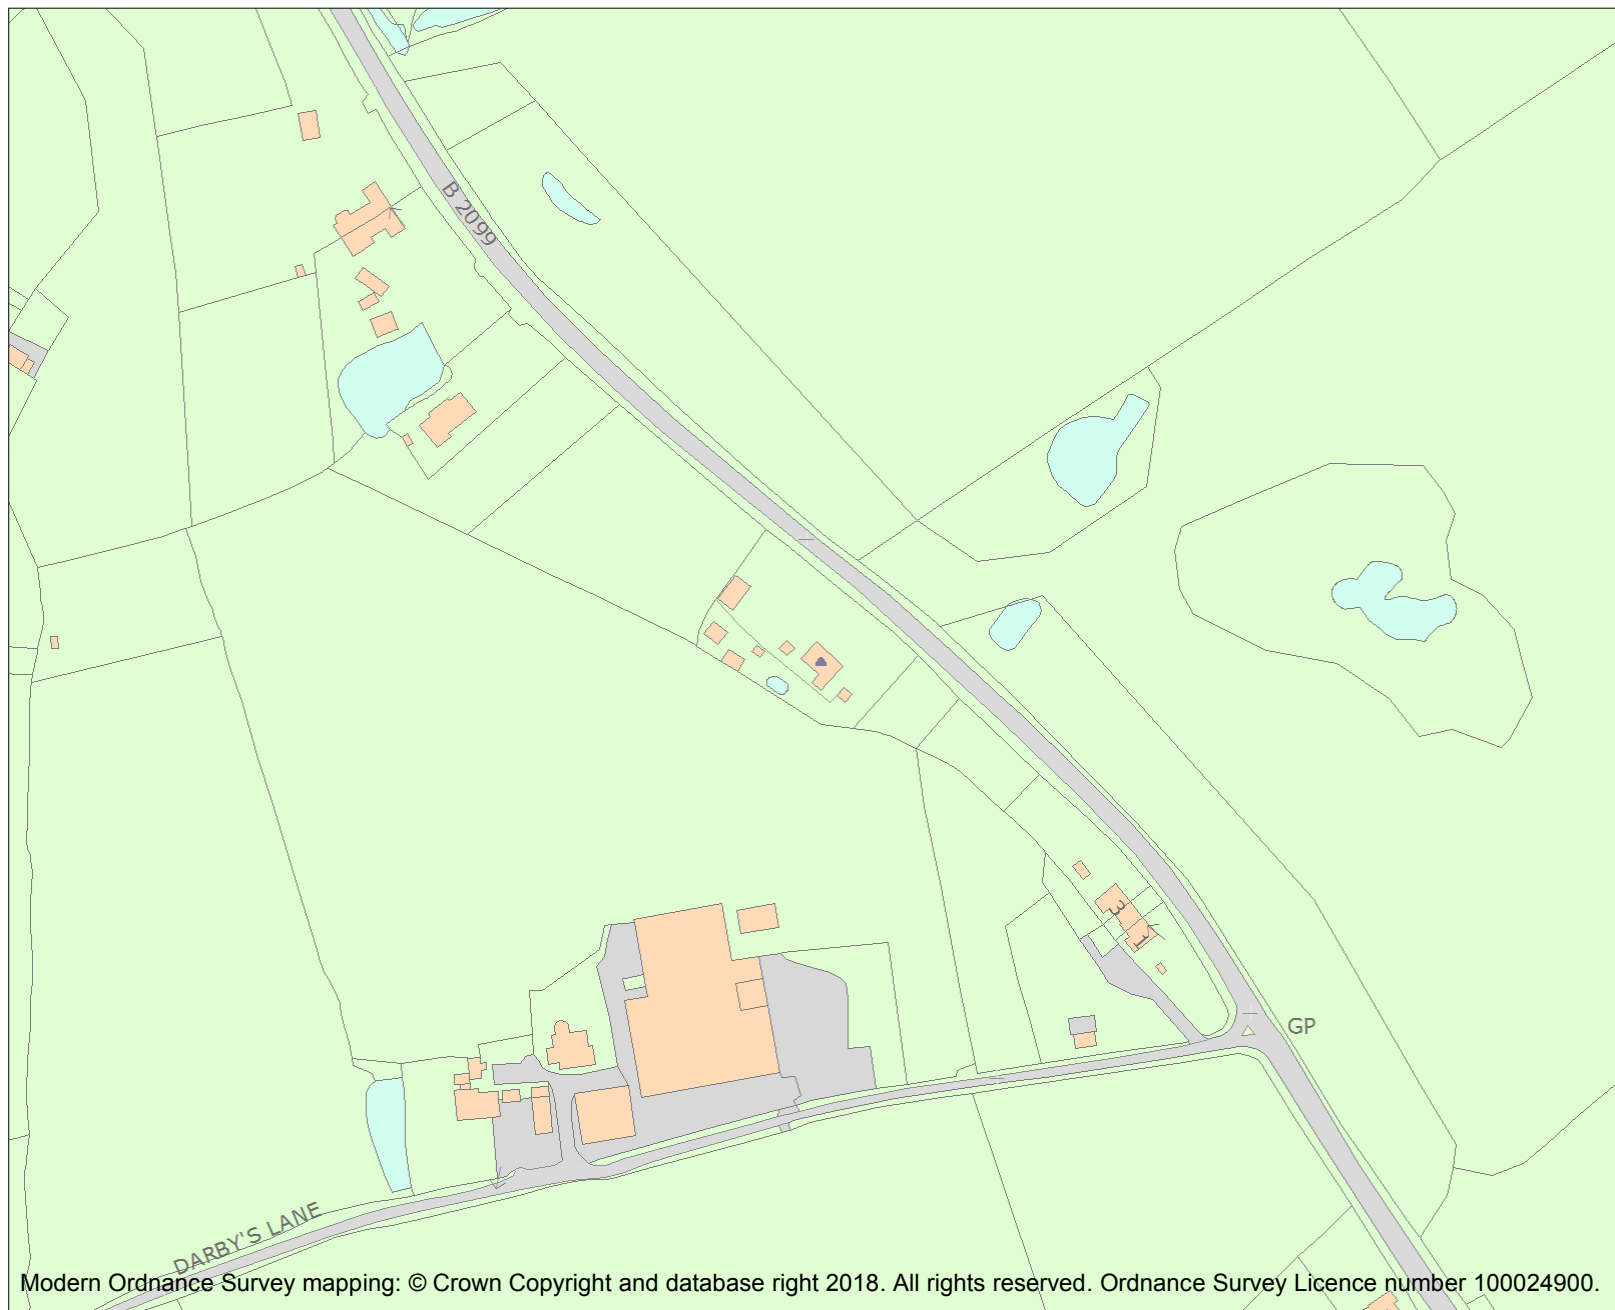 B 2099
3
1
GP
DARBY'S LANE
Modern Ordnance Survey mapping: © Crown Copyright and database right 2018. All rights reserved. Ordnance Survey Licence number 100024900.